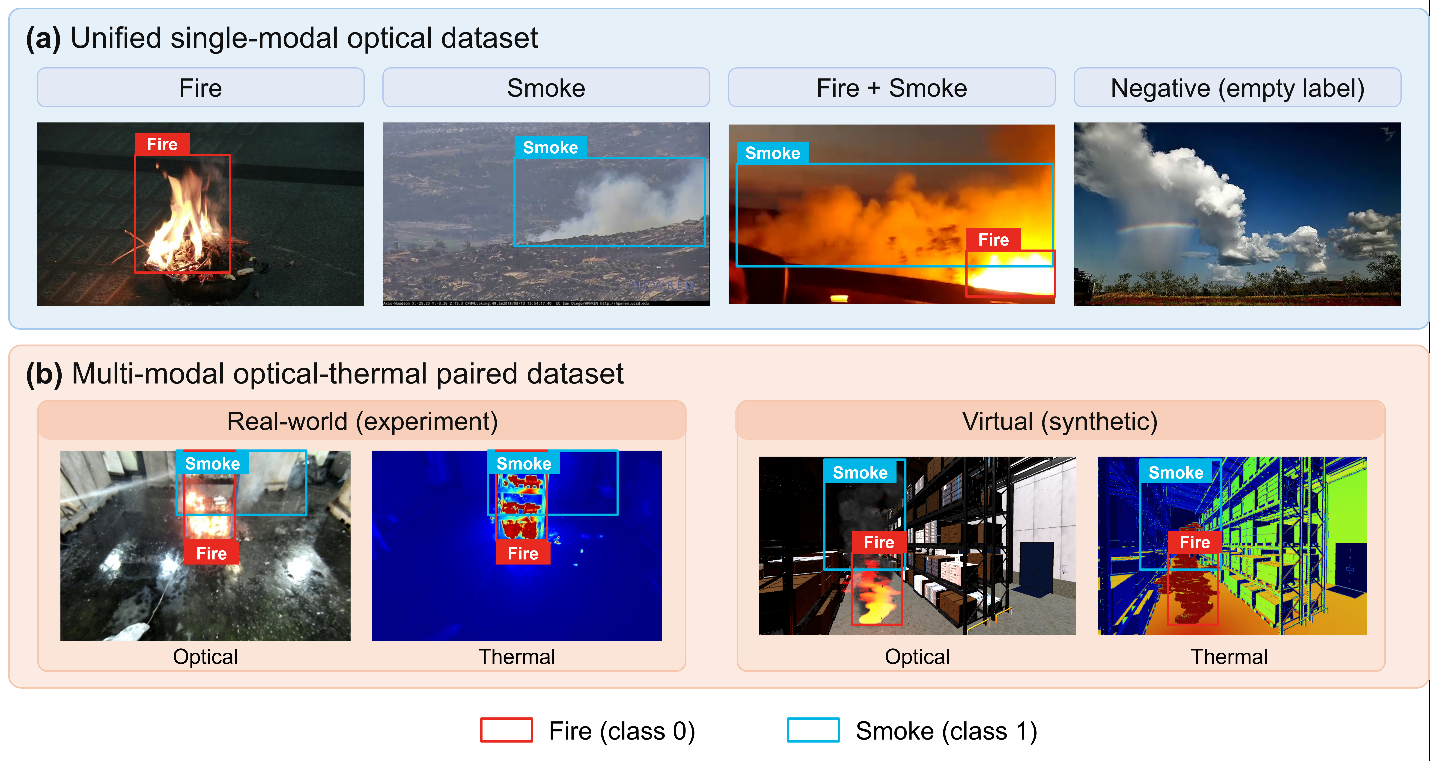 (a) Unified single-modal optical dataset
Fire
Smoke
Fire + Smoke
Negative (empty label)
Fire
Smoke
Smoke
Fire
(b) Multi-modal optical-thermal paired dataset
Real-world (experiment)
Virtual (synthetic)
Smoke
Fire
Smoke
Fire
Smoke
Fire
Smoke
Fire
Optical
Thermal
Optical
Thermal
Fire (class 0)
Smoke (class 1)